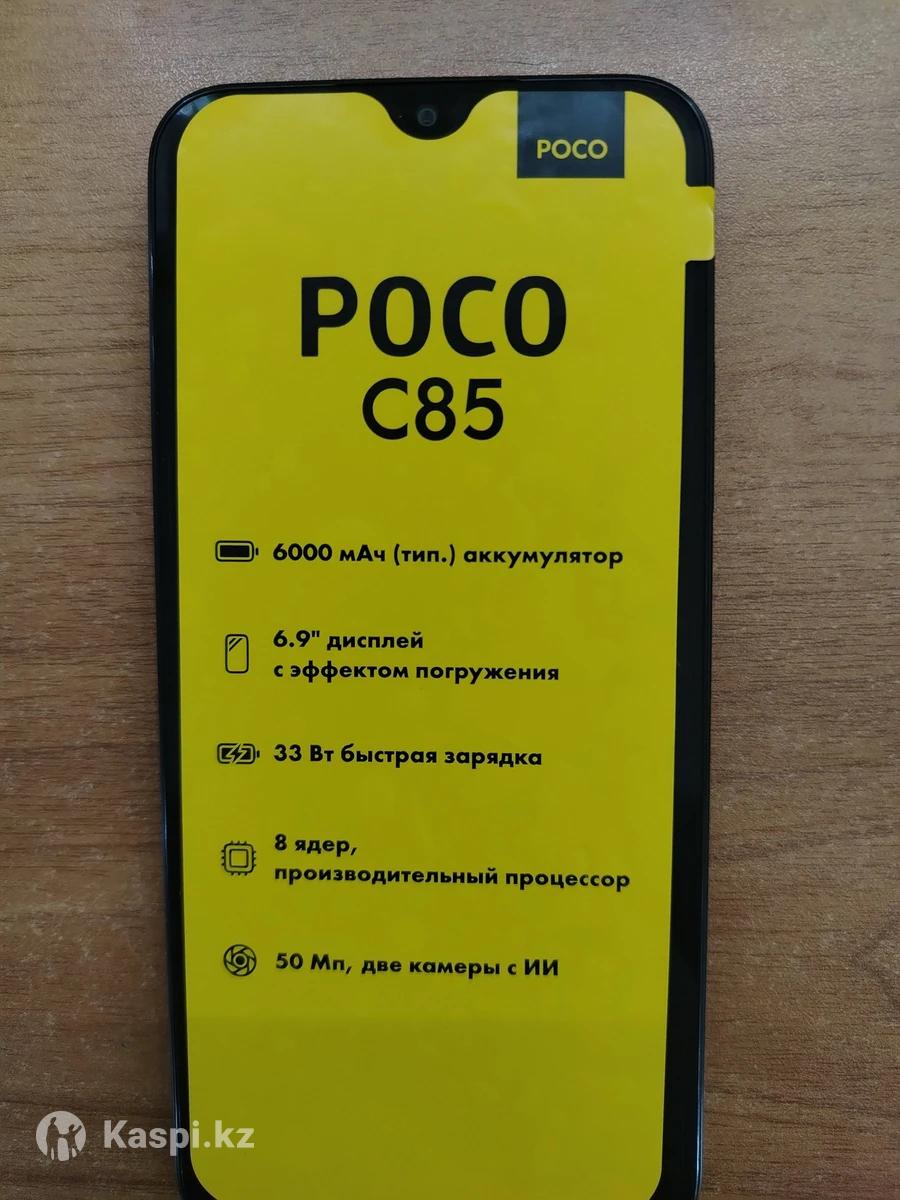 POCO
POCO
C85
6000 мАч (тип.) аккумулятор
6.9" дисплей
с эффектом погружения
33 Вт быстрая зарядка
8 ядер,
производительный процессор
50 Мп, две камеры с ИИ
Kaspi.kz